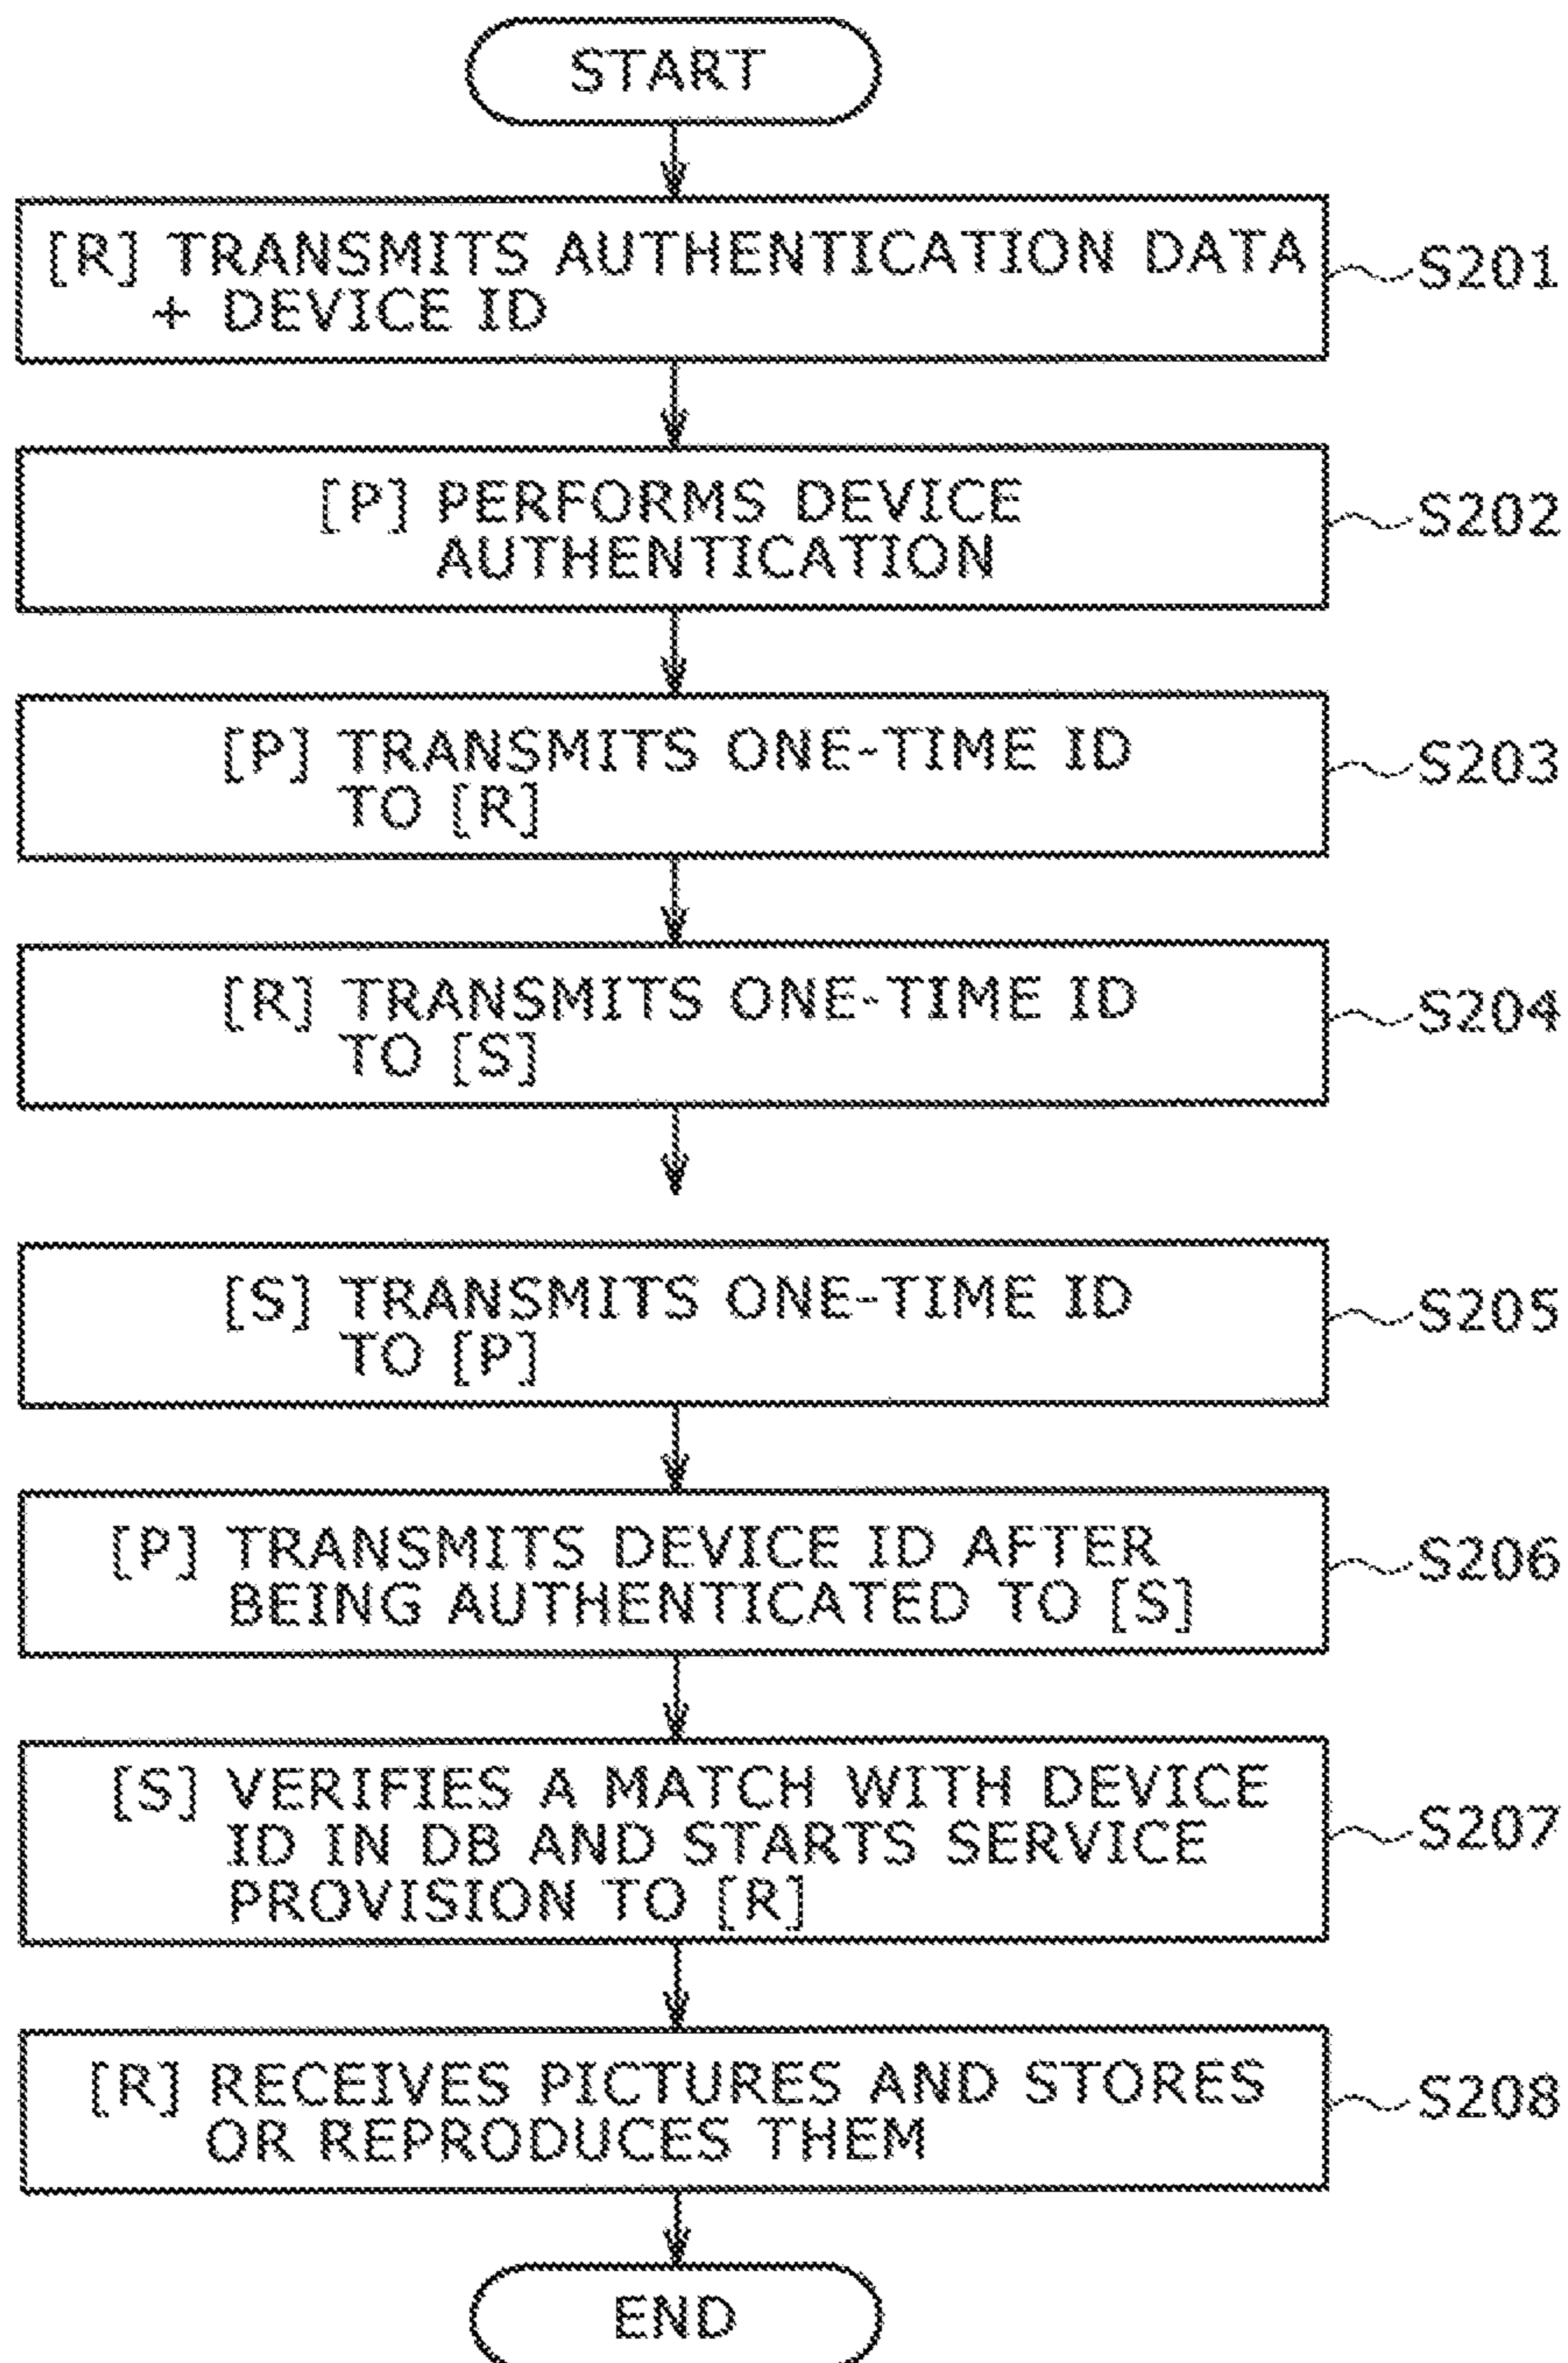 START
[R] TRANSMITS AUTHENTICATION DATA
+ DEVICE ID
S201
[P] PERFORMS DEVICE
AUTHENTICATION
S202
[P] TRANSMITS ONE-TIME ID
TO [R]
S203
[R] TRANSMITS ONE-TIME ID
TO [S]
S204
[S] TRANSMITS ONE-TIME ID
TO [P]
S205
[P] TRANSMITS DEVICE ID AFTER
BEING AUTHENTICATED TO [S]
S206
[S] VERIFIES A MATCH WITH DEVICE
ID IN DB AND STARTS SERVICE
PROVISION TO [R]
S207
[R] RECEIVES PICTURES AND STORES
OR REPRODUCES THEM
S208
END